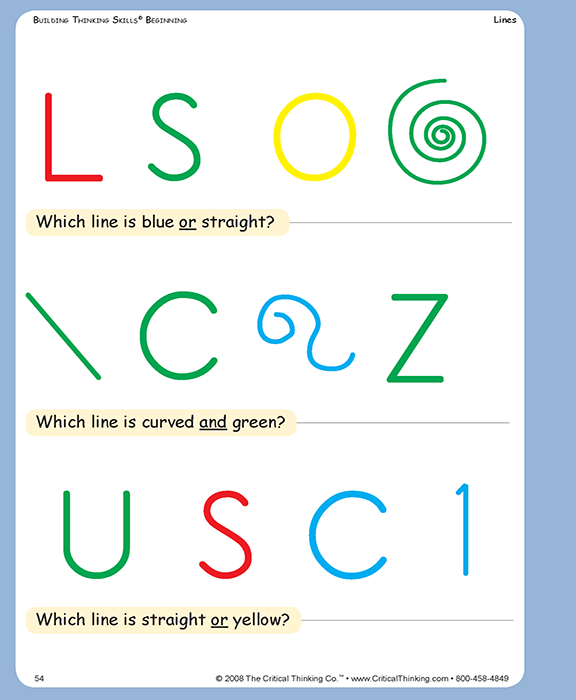 Building Thinking Skills® Beginning
Lines
L S O
Which line is blue or straight?
\ C Z
Which line is curved and green?
U S C 1
Which line is straight or yellow?
54
© 2008 The Critical Thinking Co.™ • www.CriticalThinking.com • 800-458-4849